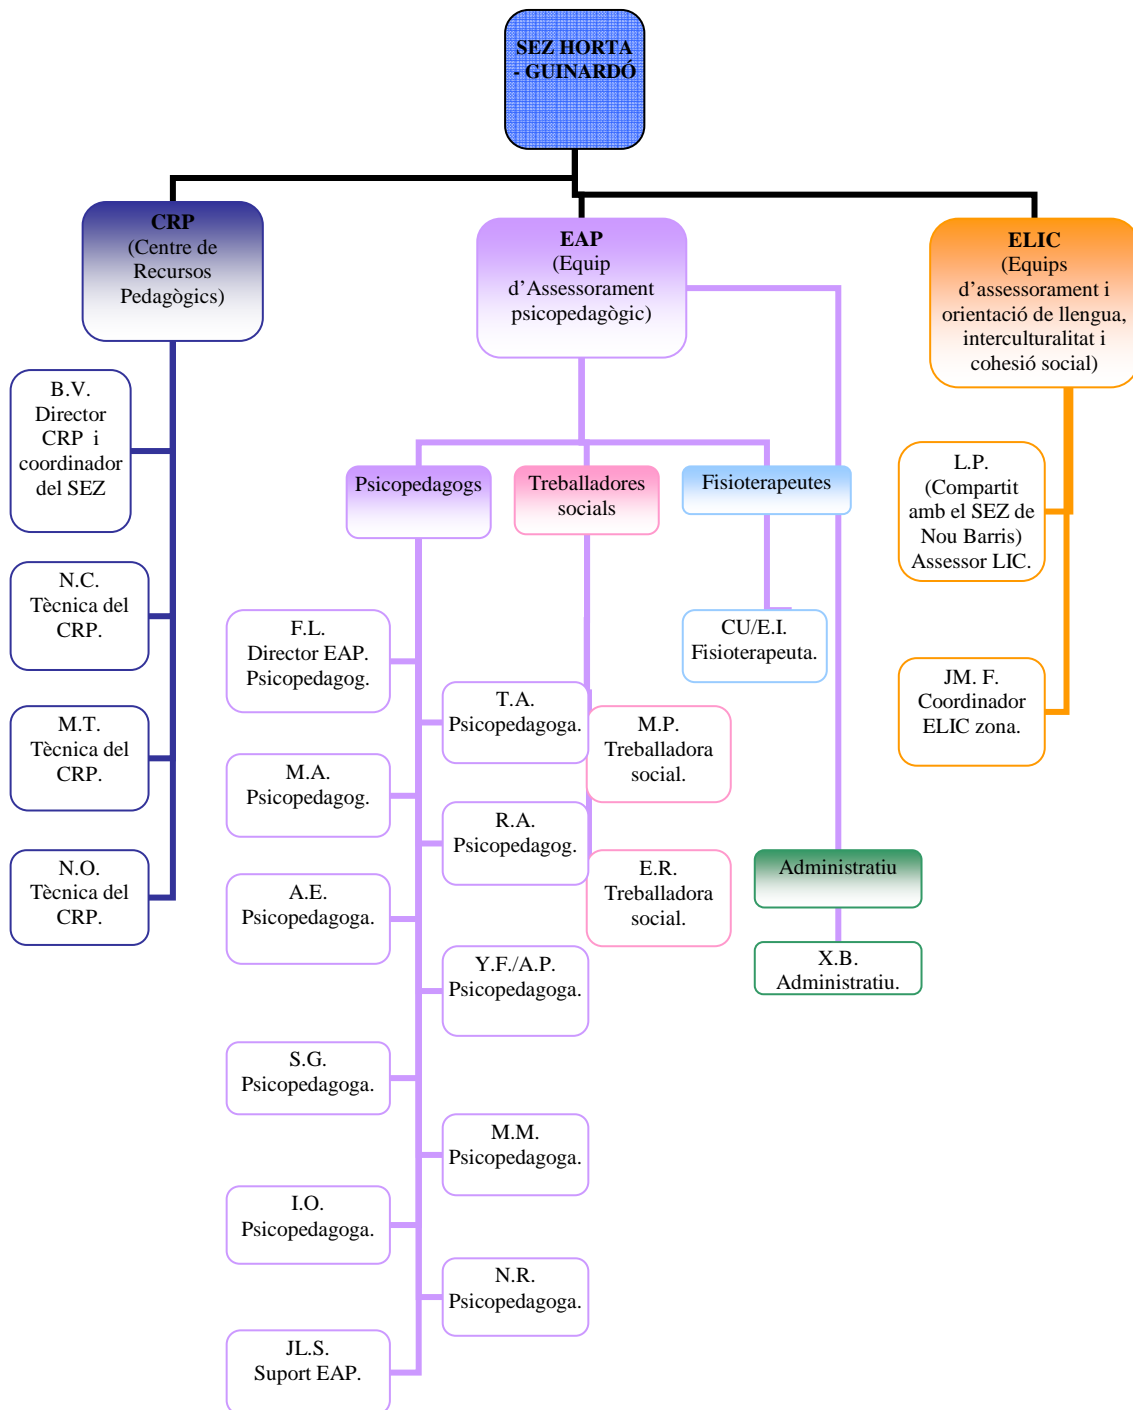 SEZ HORTA
- GUINARDÓ
CRP
(Centre de
Recursos
Pedagògics)
EAP
(Equip
d'Assessorament
psicopedagògic)
ELIC
(Equips
d'assessorament i
orientació de llengua,
interculturalitat i
cohesió social)
B.V.
Director
CRP i
coordinador
del SEZ
N.C.
Tècnica del
CRP.
M.T.
Tècnica del
CRP.
N.O.
Tècnica del
CRP.
Psicopedagogs
F.L.
Director EAP.
Psicopedagog.
T.A.
Psicopedagoga.
M.A.
Psicopedagog.
R.A.
Psicopedagog.
A.E.
Psicopedagoga.
Y.F./A.P.
Psicopedagoga.
S.G.
Psicopedagoga.
M.M.
Psicopedagoga.
I.O.
Psicopedagoga.
N.R.
Psicopedagoga.
JL.S.
Suport EAP.
Treballadores
socials
M.P.
Treballadora
social.
E.R.
Treballadora
social.
Fisioterapeutes
CU/E.I.
Fisioterapeuta.
Administratiu
X.B.
Administratiu.
L.P.
(Compartit
amb el SEZ de
Nou Barris)
Assessor LIC.
JM. F.
Coordinador
ELIC zona.